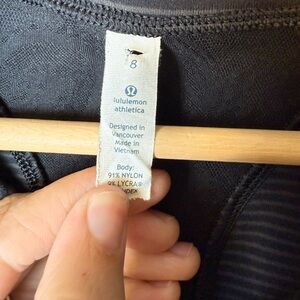 8
lululemon
athletica
Designed in
Vancouver
Made in
Vietnam
Body:
91% NYLON
9% LYCRA®